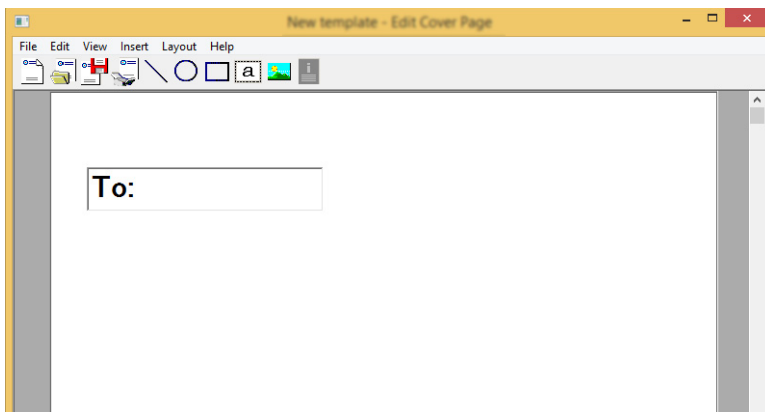 New template - Edit Cover Page
File Edit View Insert Layout Help
a
i
To: